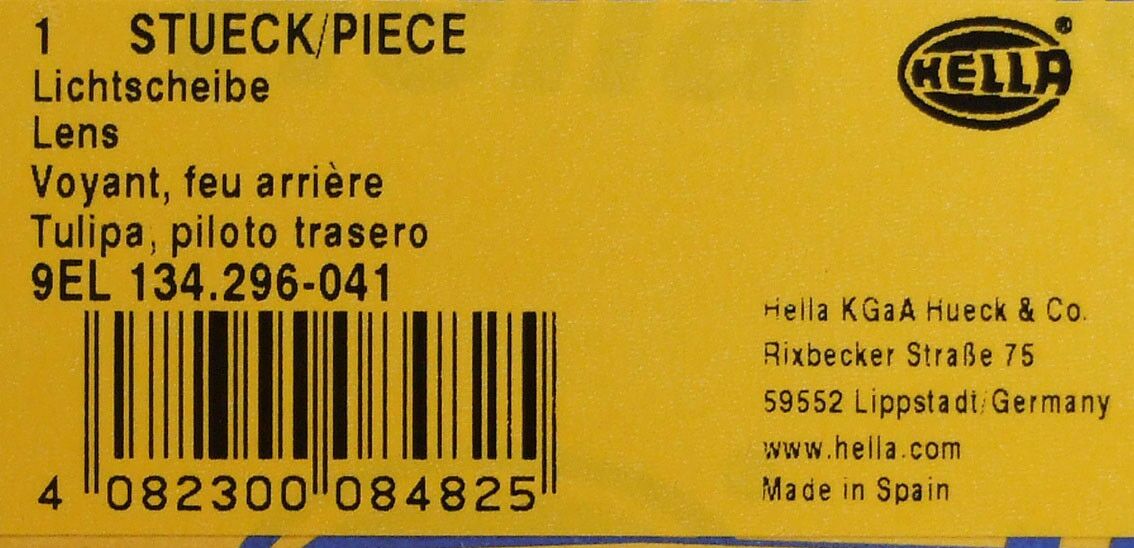 1 STUECK/PIECE
Lichtscheibe
Lens
Voyant, feu arrière
Tulipa, piloto trasero
9EL 134.296-041
4 082300 084825
HELLA®
Hella KGaA Hueck & Co.
Rixbecker Straße 75
59552 Lippstadt/Germany
www.hella.com
Made in Spain